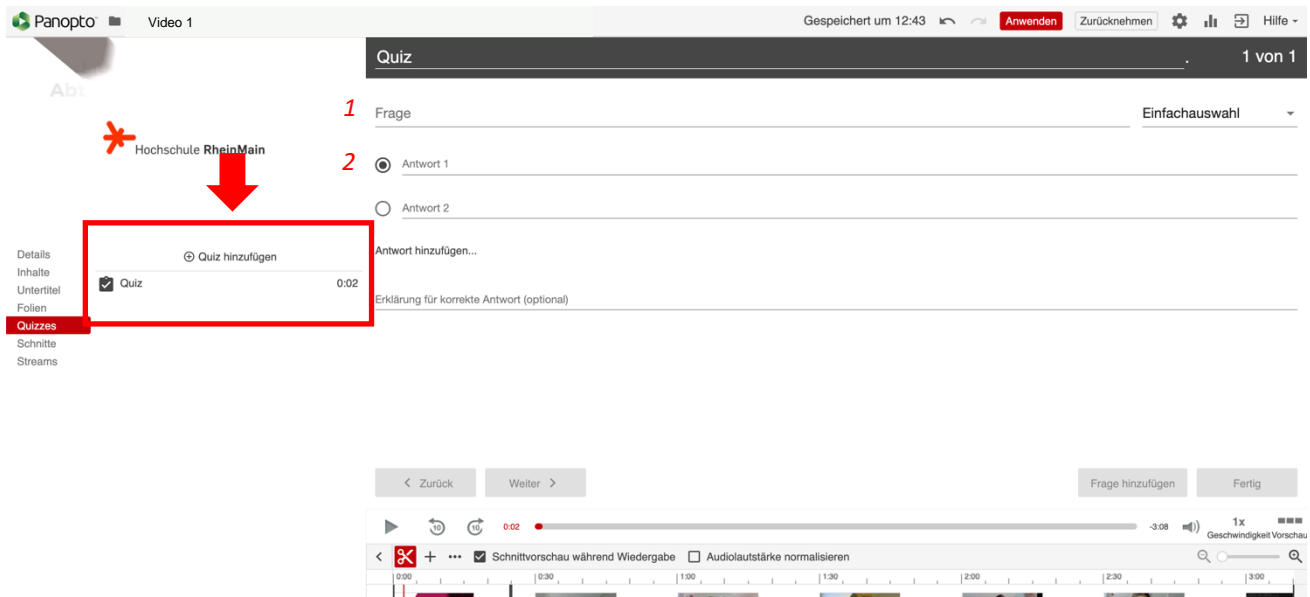 Panopto Video 1 Gespeichert um 12:43 Anwenden Zurücknehmen Hilfe
Quiz . 1 von 1
Abt
1 Frage Einfachauswahl
Hochschule RheinMain
2 Antwort 1
Antwort 2
Antwort hinzufügen...
Details
Inhalte
Untertitel
Folien
Quizzes
Schnitte
Streams
Quiz hinzufügen
Quiz 0:02
Erklärung für korrekte Antwort (optional)
Zurück Weiter Frage hinzufügen Fertig
10 10 0:02 -3:08 1x
Geschwindigkeit Vorschau
Schnittvorschau während Wiedergabe Audiolautstärke normalisieren
0:00 0:30 1:00 1:30 2:00 2:30 3:00